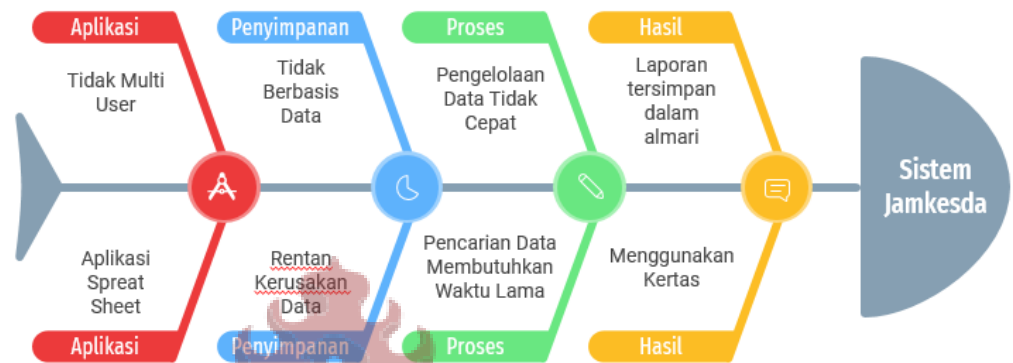 Aplikasi
Penyimpanan
Proses
Hasil
Tidak Multi
User
Tidak
Berbasis
Data
Pengelolaan
Data Tidak
Cepat
Laporan
tersimpan
dalam
almari
Sistem
Jamkesda
Aplikasi
Spreat
Sheet
Rentan
Kerusakan
Data
Pencarian Data
Membutuhkan
Waktu Lama
Menggunakan
Kertas
Aplikasi
Penyimpanan
Proses
Hasil